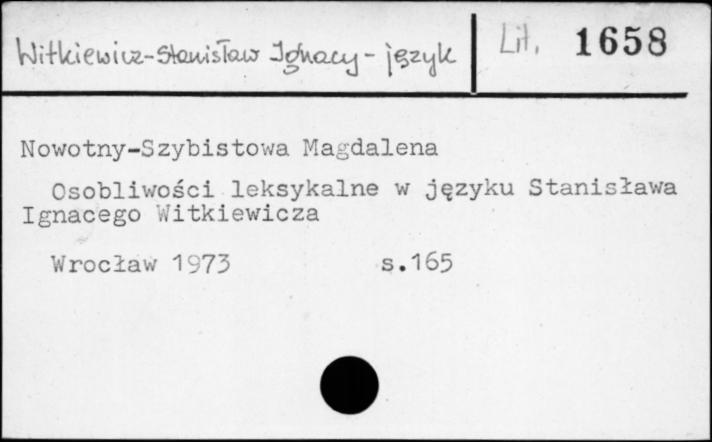 Witkiewicz-Stanisław Ignacy - język
Lit. 1658
Nowotny-Szybistowa Magdalena
Osobliwości leksykalne w języku Stanisława
Ignacego Witkiewicza
Wrocław 1973 s.165